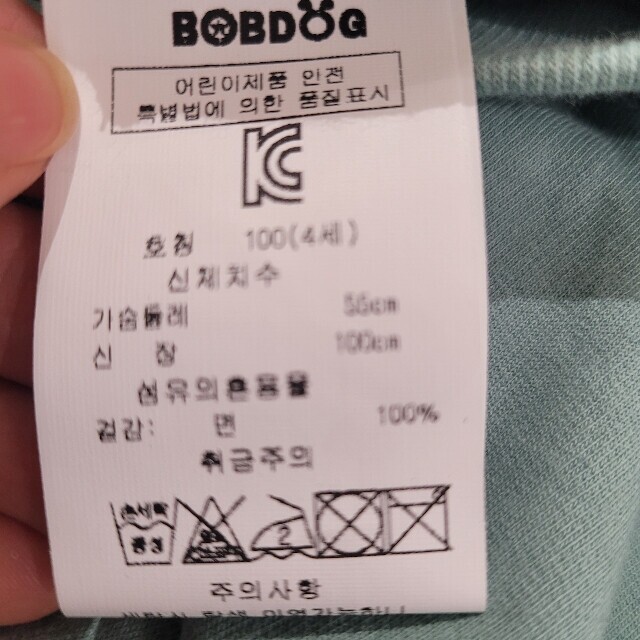 BOBDOG
어린이제품 안전
특별법에 의한 품질표시
KC
호칭 100(4세)
신체치수
가슴둘레 56cm
신 장 100cm
섬유의혼용율
겉감: 면 100%
취급주의
손세탁
중성
2
주의사항